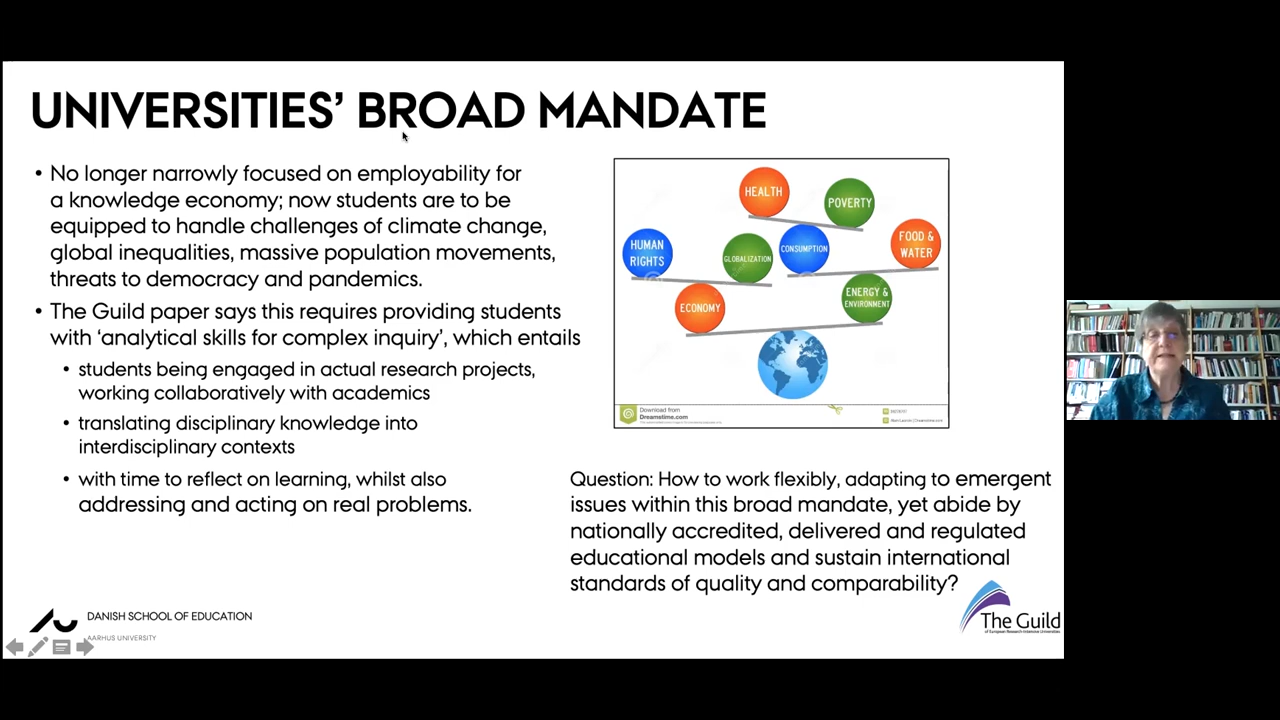 UNIVERSITIES’ BROAD MANDATE
• No longer narrowly focused on employability for
a knowledge economy; now students are to be
equipped to handle challenges of climate change,
global inequalities, massive population movements,
threats to democracy and pandemics.
• The Guild paper says this requires providing students
with ‘analytical skills for complex inquiry’, which entails
• students being engaged in actual research projects,
working collaboratively with academics
• translating disciplinary knowledge into
interdisciplinary contexts
• with time to reflect on learning, whilst also
addressing and acting on real problems.
HEALTH
POVERTY
HUMAN
RIGHTS
GLOBALIZATION
CONSUMPTION
FOOD &
WATER
ECONOMY
ENERGY &
ENVIRONMENT
Download from
Dreamstime.com
Question: How to work flexibly, adapting to emergent
issues within this broad mandate, yet abide by
nationally accredited, delivered and regulated
educational models and sustain international
standards of quality and comparability?
DANISH SCHOOL OF EDUCATION
AARHUS UNIVERSITY
The Guild
of European Research-Intensive Universities